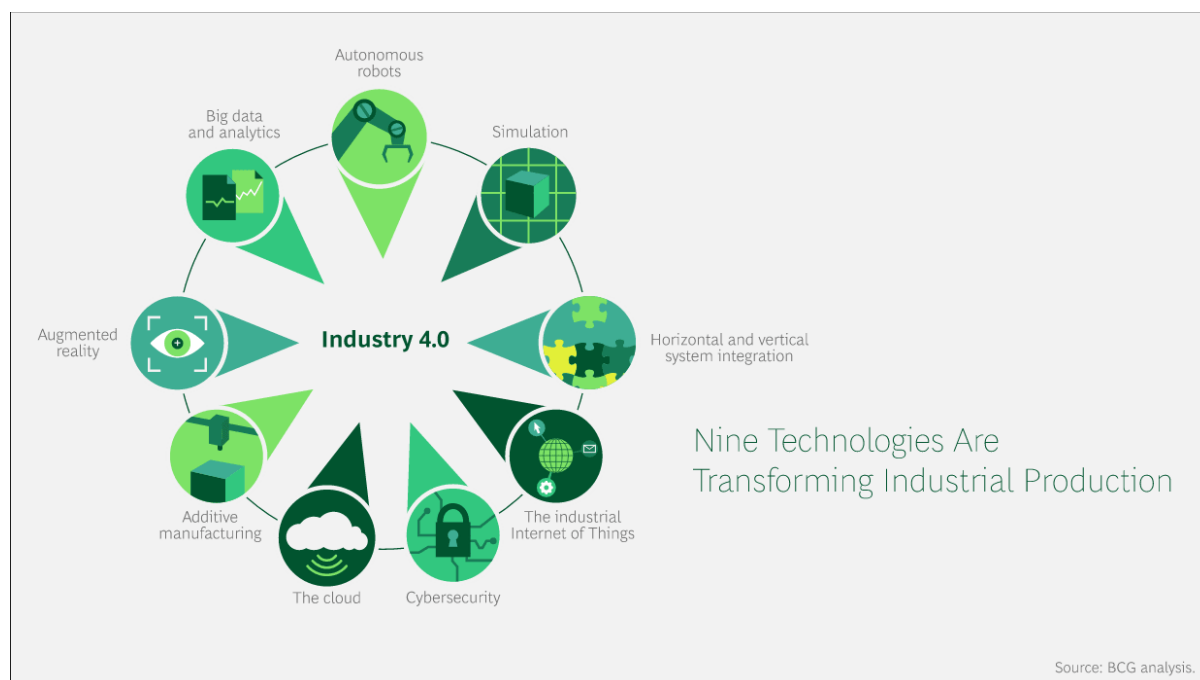 Autonomous
robots
Big data
and analytics
Simulation
Augmented
reality
Industry 4.0
Horizontal and vertical
system integration
Nine Technologies Are
Transforming Industrial Production
Additive
manufacturing
The industrial
Internet of Things
The cloud
Cybersecurity
Source: BCG analysis.